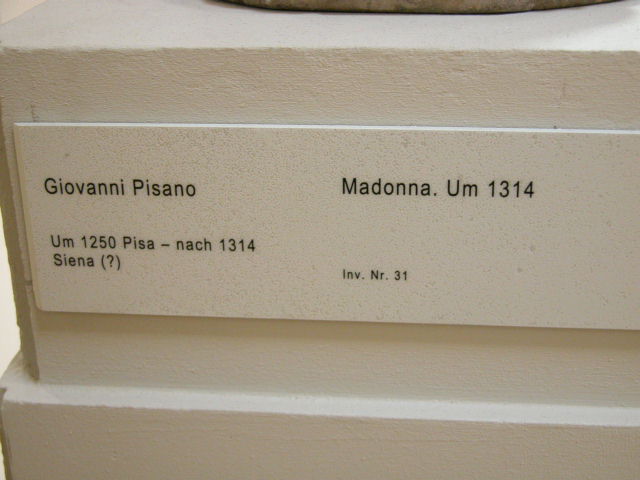 Giovanni Pisano
Um 1250 Pisa – nach 1314
Siena (?)
Madonna. Um 1314
Inv. Nr. 31